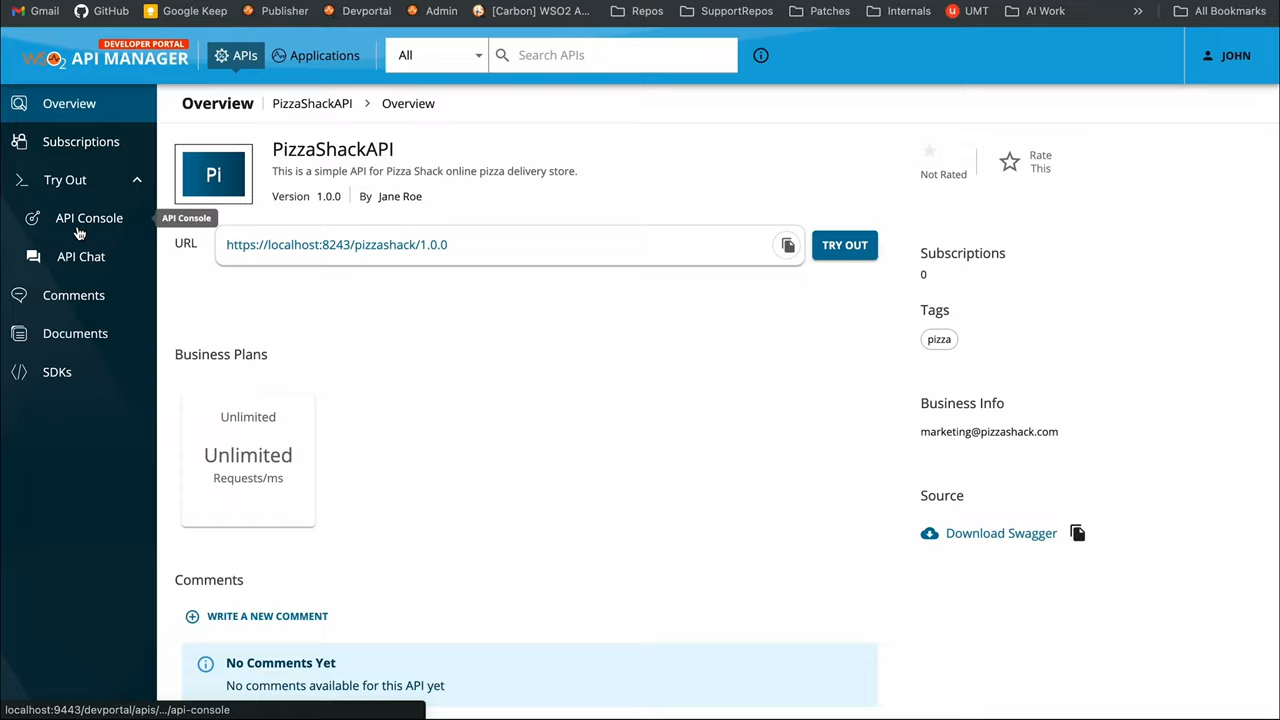 Gmail GitHub Google Keep Publisher Devportal Admin [Carbon] WSO2 A... Repos SupportRepos Patches Internals UMT AI Work » All Bookmarks
DEVELOPER PORTAL
WSO2 API MANAGER
APIs
Applications
All
Search APIs
JOHN
Overview
Subscriptions
Try Out
API Console
API Chat
Comments
Documents
SDKs
API Console
Overview PizzaShackAPI > Overview
Pi
PizzaShackAPI
This is a simple API for Pizza Shack online pizza delivery store.
Version 1.0.0 By Jane Roe
Not Rated
Rate
This
URL https://localhost:8243/pizzashack/1.0.0 TRY OUT
Subscriptions
0
Tags
pizza
Business Plans
Unlimited
Unlimited
Requests/ms
Business Info
marketing@pizzashack.com
Source
Download Swagger
Comments
WRITE A NEW COMMENT
No Comments Yet
No comments available for this API yet
localhost:9443/devportal/apis/.../api-console